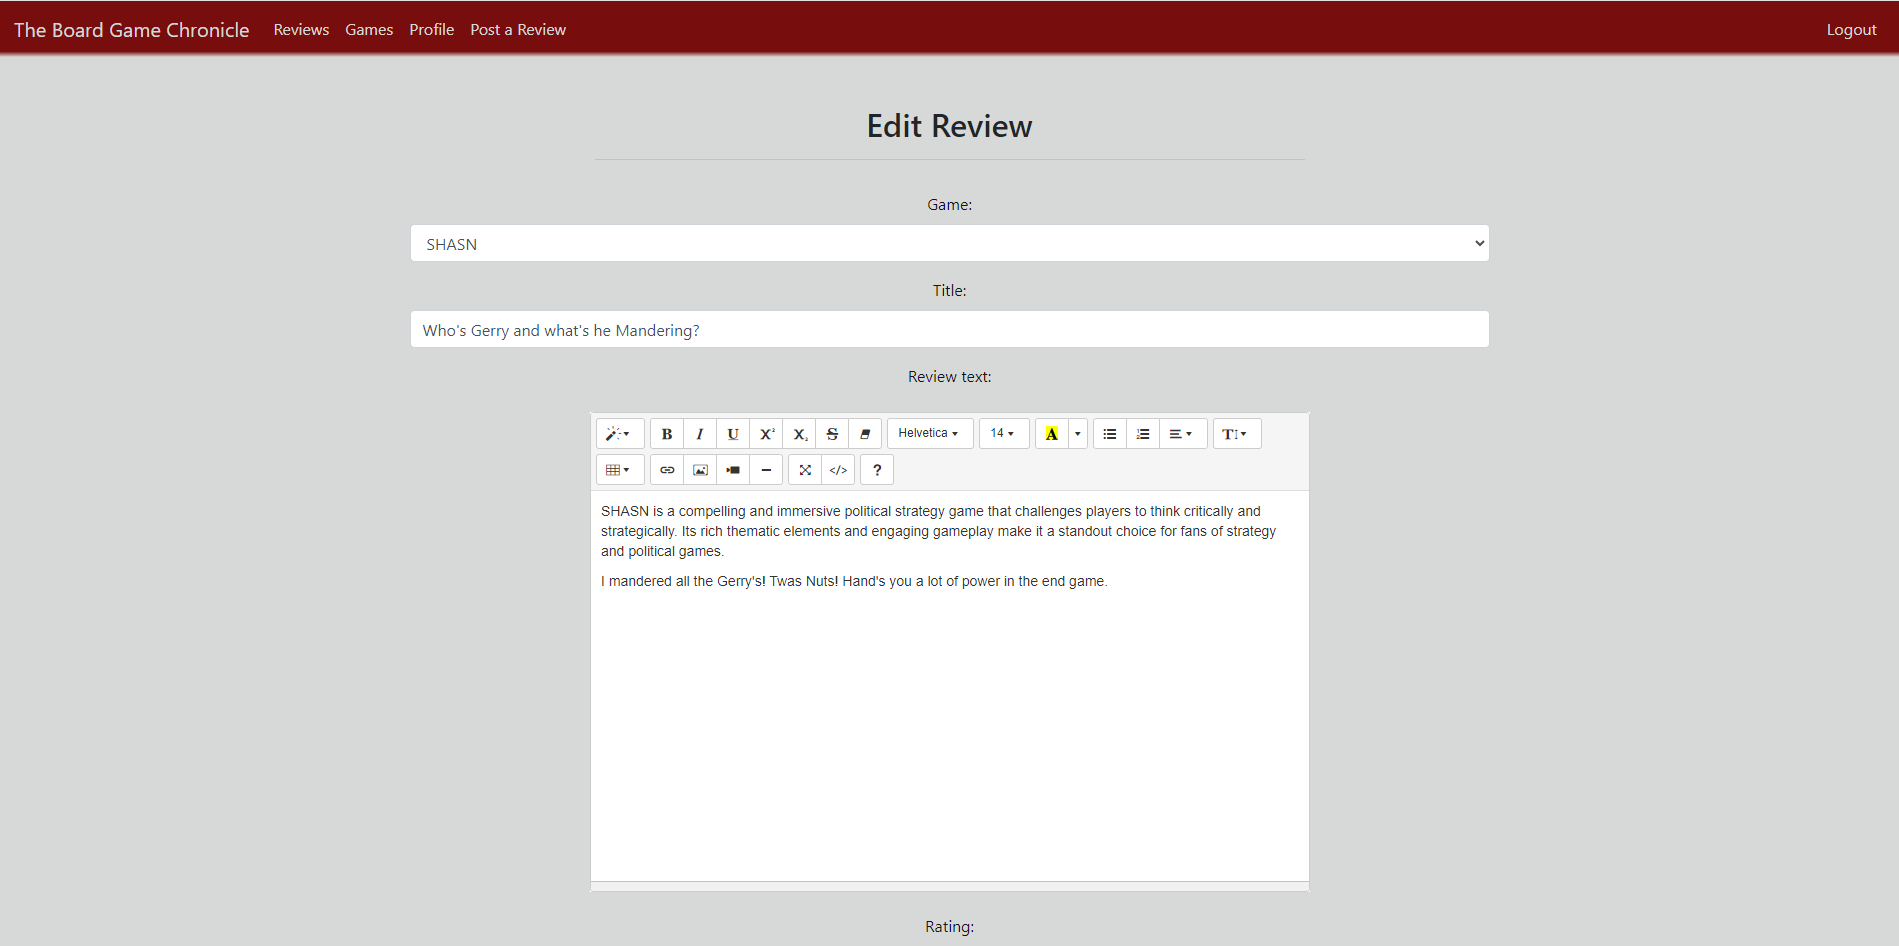 The Board Game Chronicle Reviews Games Profile Post a Review Logout
Edit Review
Game:
SHASN
Title:
Who's Gerry and what's he Mandering?
Review text:
B I U X² X₂ S Helvetica 14 A T
</> ?
SHASN is a compelling and immersive political strategy game that challenges players to think critically and
strategically. Its rich thematic elements and engaging gameplay make it a standout choice for fans of strategy
and political games.
I mandered all the Gerry's! Twas Nuts! Hand's you a lot of power in the end game.
Rating: